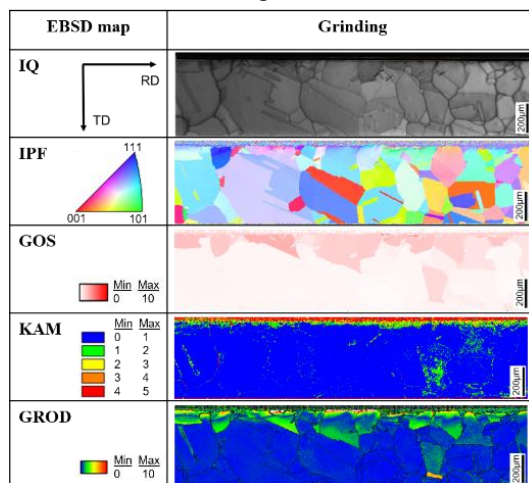 EBSD map Grinding
IQ
RD
TD
200µm
IPF
111
001 101
200µm
GOS
Min Max
0 10
200µm
KAM
Min Max
0 1
1 2
2 3
3 4
4 5
200µm
GROD
Min Max
0 10
200µm